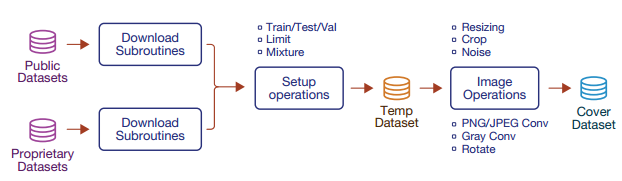 Public
Datasets
Download
Subroutines
Proprietary
Datasets
Download
Subroutines
Train/Test/Val
Limit
Mixture
Setup
operations
Temp
Dataset
Resizing
Crop
Noise
Image
Operations
PNG/JPEG Conv
Gray Conv
Rotate
Cover
Dataset